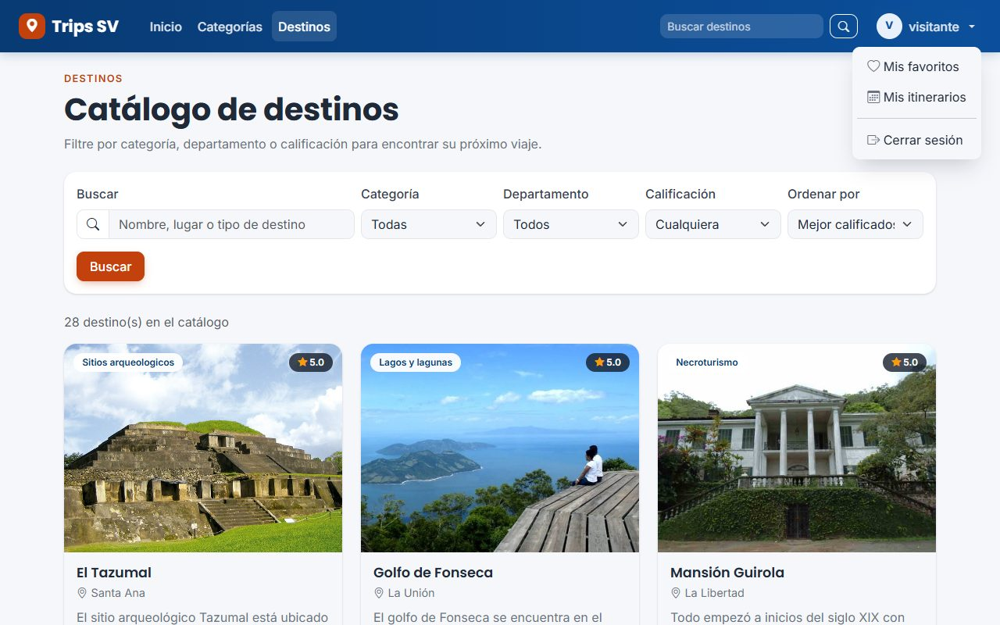 Trips SV
Inicio
Categorías
Destinos
Buscar destinos
V
visitante
Mis favoritos
Mis itinerarios
Cerrar sesión
DESTINOS
Catálogo de destinos
Filtre por categoría, departamento o calificación para encontrar su próximo viaje.
Buscar
Categoría
Departamento
Calificación
Ordenar por
Nombre, lugar o tipo de destino
Todas
Todos
Cualquiera
Mejor calificados
Buscar
28 destino(s) en el catálogo
Sitios arqueologicos
5.0
Lagos y lagunas
5.0
Necroturismo
5.0
El Tazumal
Santa Ana
El sitio arqueológico Tazumal está ubicado
Golfo de Fonseca
La Unión
El golfo de Fonseca se encuentra en el
Mansión Guirola
La Libertad
Todo empezó a inicios del siglo XIX con